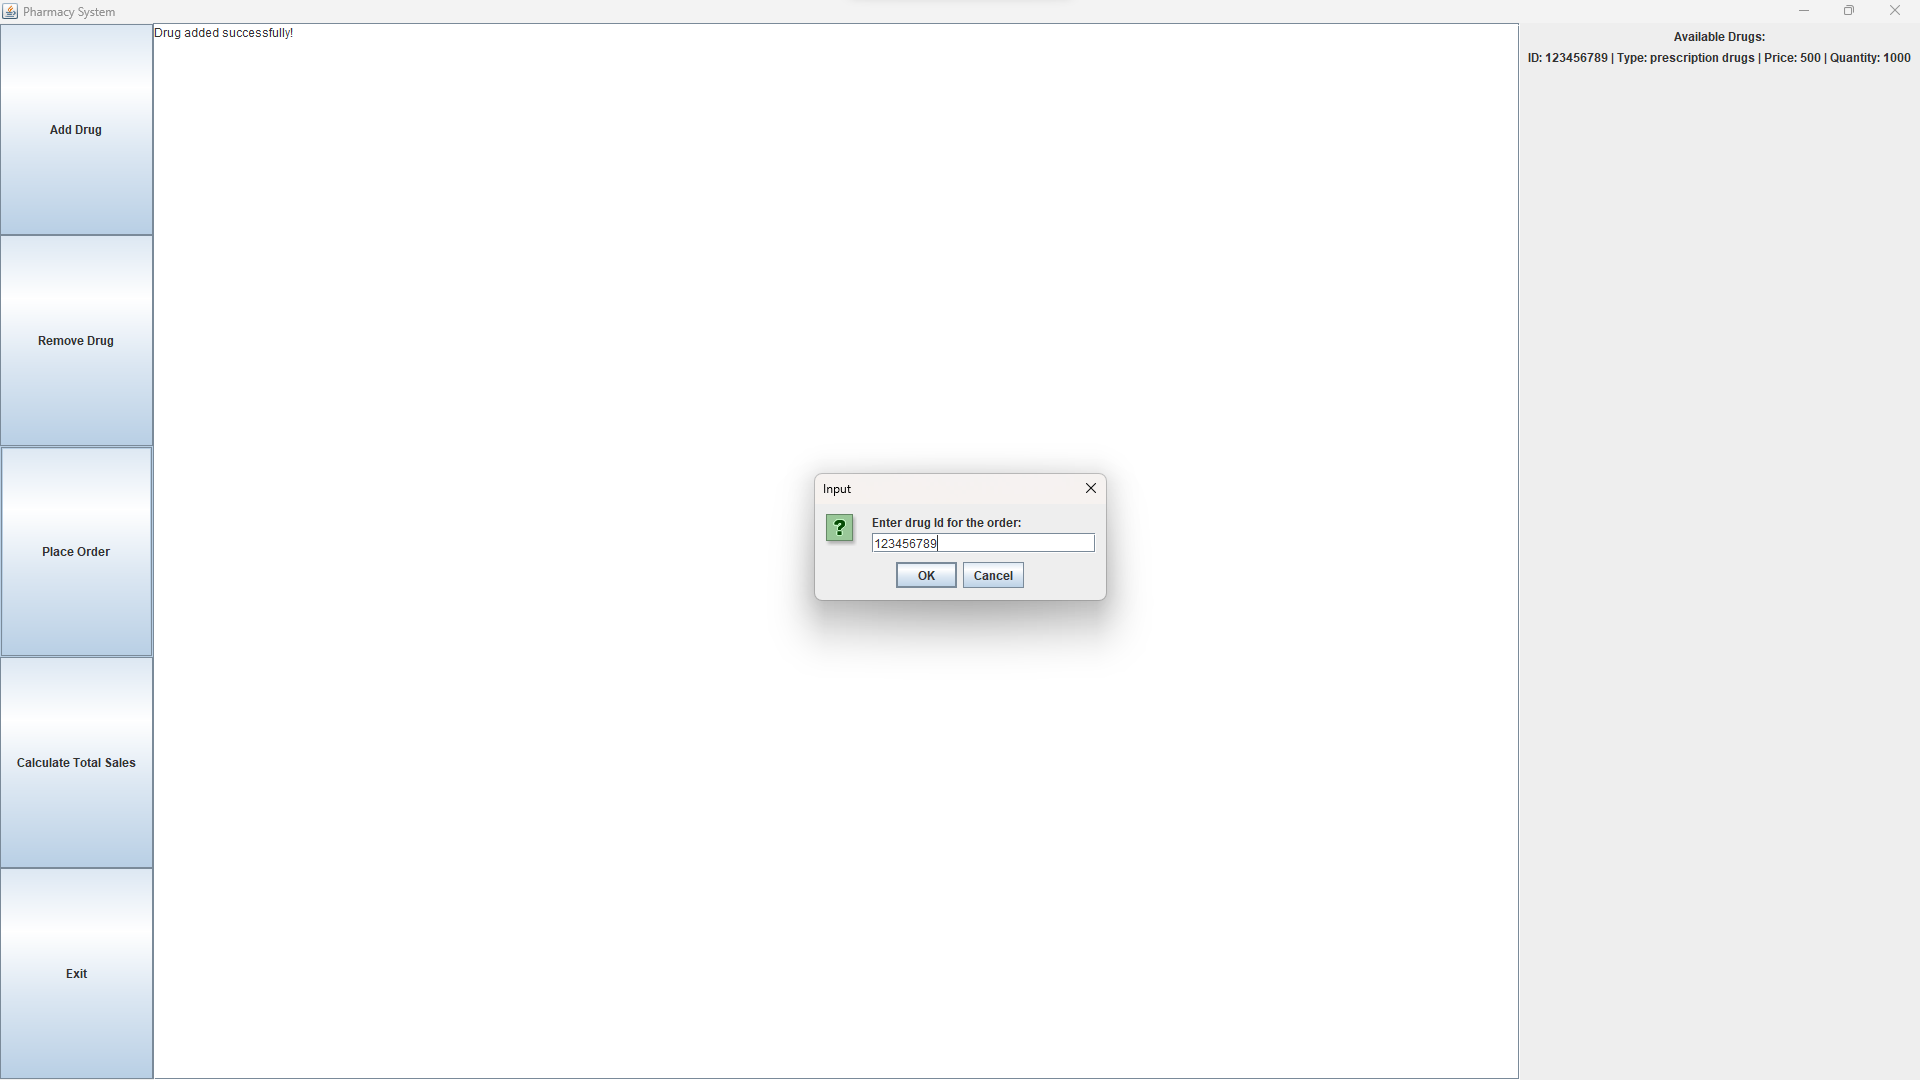 Pharmacy System
Add Drug
Remove Drug
Place Order
Calculate Total Sales
Exit
Drug added successfully!
Input
?
Enter drug Id for the order:
123456789
OK
Cancel
Available Drugs:
ID: 123456789 | Type: prescription drugs | Price: 500 | Quantity: 1000